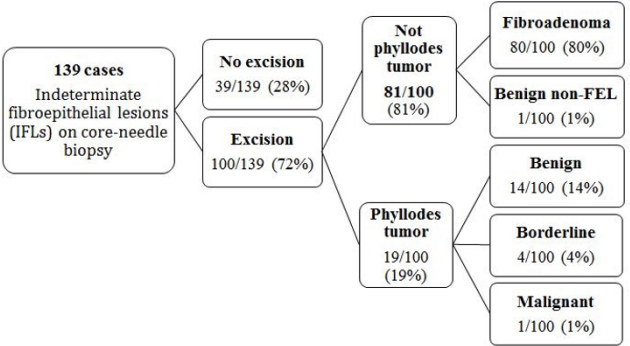 139 cases
Indeterminate
fibroepithelial lesions
(IFLs) on core-needle
biopsy
No excision
39/139 (28%)
Excision
100/139 (72%)
Not
phyllodes
tumor
81/100
(81%)
Phyllodes
tumor
19/100
(19%)
Fibroadenoma
80/100 (80%)
Benign non-FEL
1/100 (1%)
Benign
14/100 (14%)
Borderline
4/100 (4%)
Malignant
1/100 (1%)